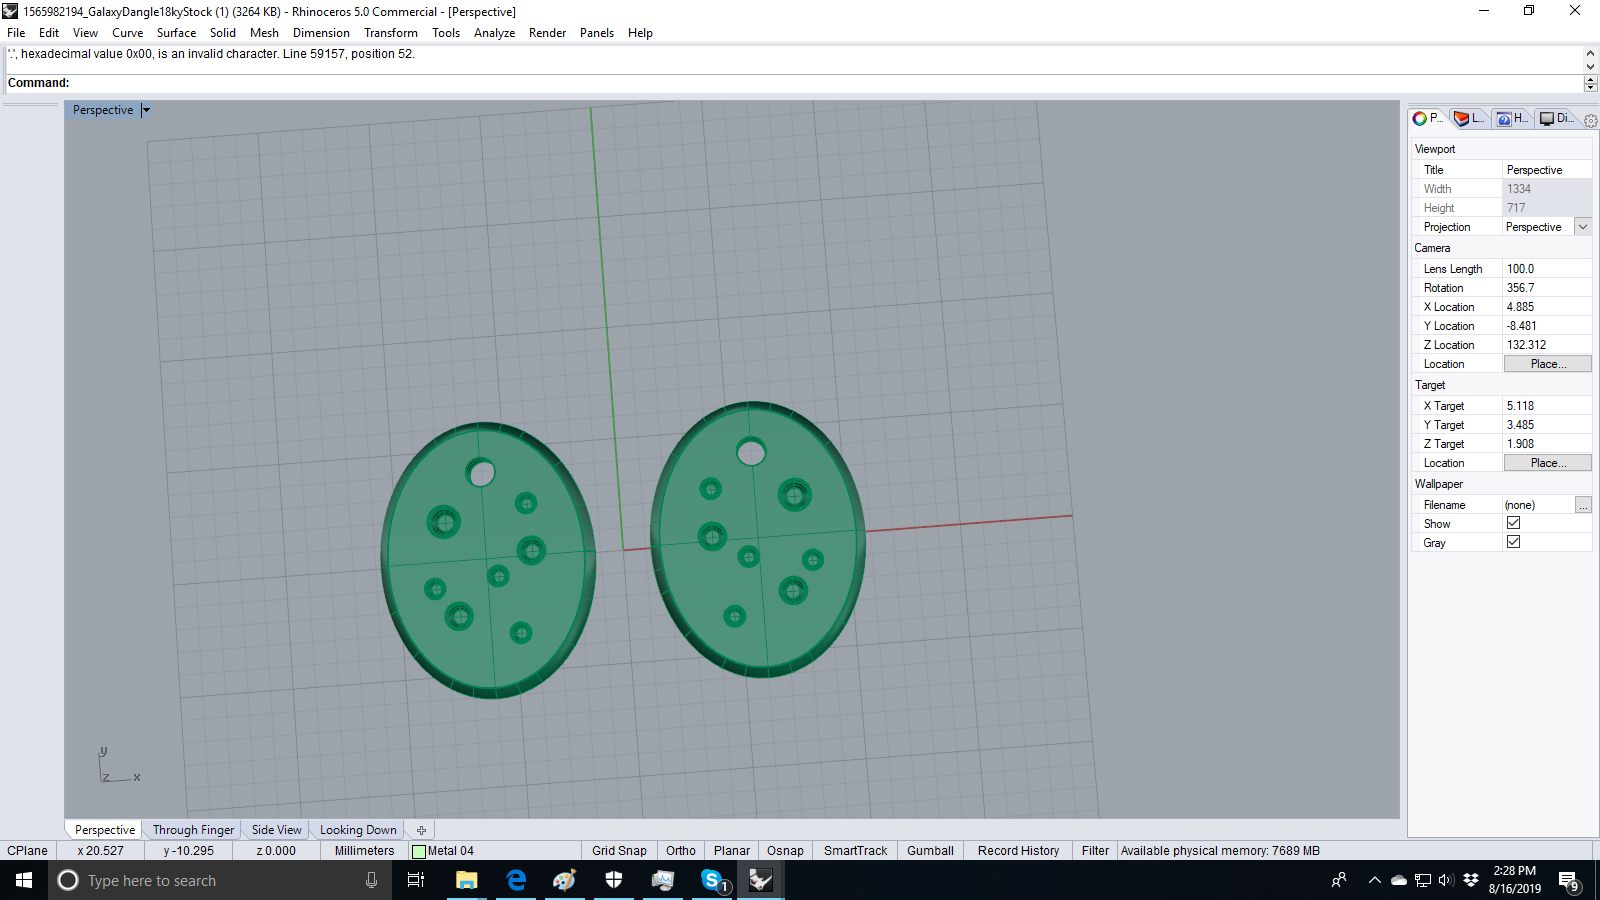 1565982194_GalaxyDangle18kyStock (1) (3264 KB) - Rhinoceros 5.0 Commercial - [Perspective]
File Edit View Curve Surface Solid Mesh Dimension Transform Tools Analyze Render Panels Help
'.', hexadecimal value 0x00, is an invalid character. Line 59157, position 52.
Command:
Perspective
P... L... H... Di...
Viewport
Title Perspective
Width 1334
Height 717
Projection Perspective
Camera
Lens Length 100.0
Rotation 356.7
X Location 4.885
Y Location -8.481
Z Location 132.312
Location Place...
Target
X Target 5.118
Y Target 3.485
Z Target 1.908
Location Place...
Wallpaper
Filename (none) ...
Show
Gray
y
z x
Perspective Through Finger Side View Looking Down
CPlane x 20.527 y -10.295 z 0.000 Millimeters Metal 04 Grid Snap Ortho Planar Osnap SmartTrack Gumball Record History Filter Available physical memory: 7689 MB
Type here to search
1
2:28 PM
8/16/2019
9